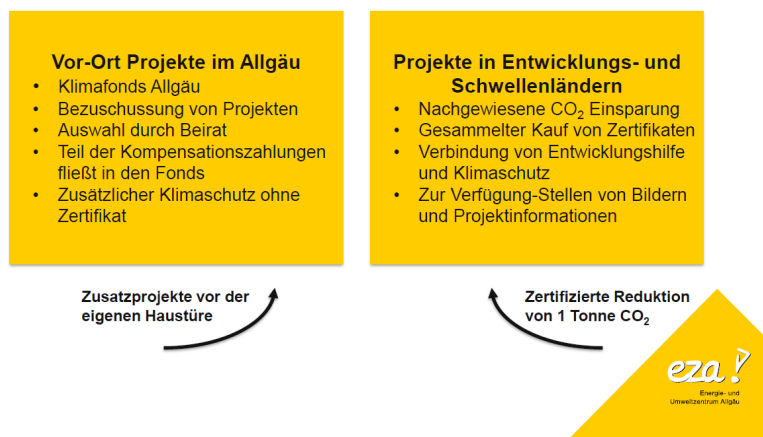 Vor-Ort Projekte im Allgäu
• Klimafonds Allgäu
• Bezuschussung von Projekten
• Auswahl durch Beirat
• Teil der Kompensationszahlungen
fließt in den Fonds
• Zusätzlicher Klimaschutz ohne
Zertifikat
Projekte in Entwicklungs- und
Schwellenländern
• Nachgewiesene CO₂ Einsparung
• Gesammelter Kauf von Zertifikaten
• Verbindung von Entwicklungshilfe
und Klimaschutz
• Zur Verfügung-Stellen von Bildern
und Projektinformationen
Zusatzprojekte vor der
eigenen Haustüre
Zertifizierte Reduktion
von 1 Tonne CO₂
eza!
Energie- und
Umweltzentrum Allgäu